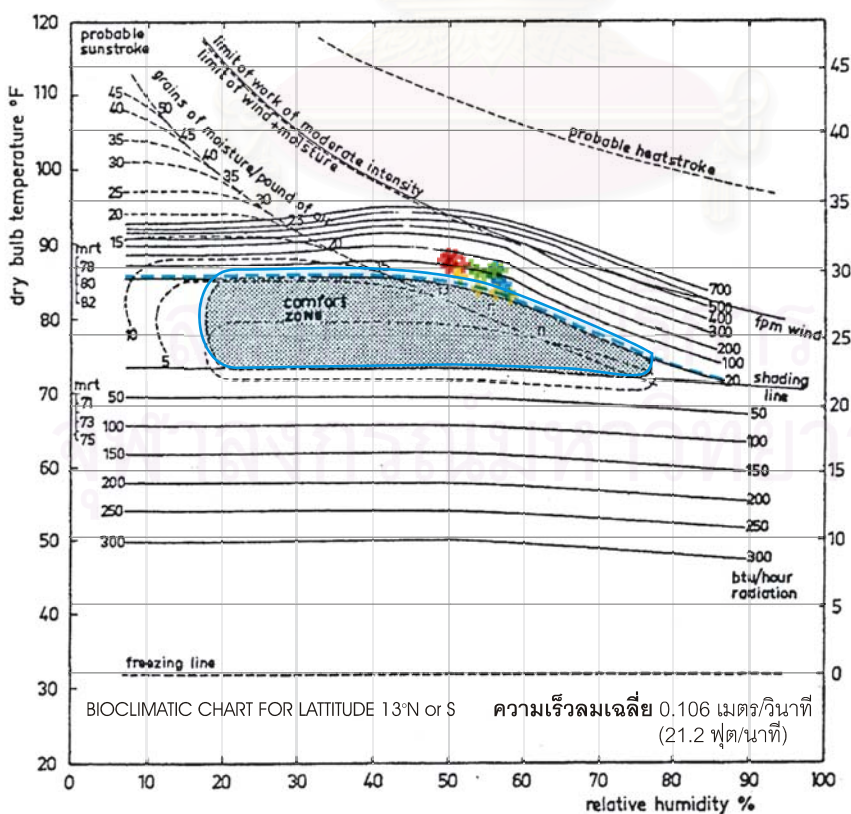 120
110
100
90
80
70
60
50
40
30
20
dry bulb temperature °F
probable
sunstroke
limit of work of moderate intensity
limit of wind + moisture
grains of moisture/pound of air
probable heatstroke
45
40
35
30
25
20
15
50
45
40
35
30
25
20
15
13
11
10
5
mrt
78
80
82
comfort
ZONE
700
500
400
300
200
100
20
fpm wind
shading
line
mrt
71
73
75
50
100
150
200
250
300
50
100
150
200
250
300
btu/hour
radiation
freezing line
45
40
35
30
25
20
15
10
5
0
BIOCLIMATIC CHART FOR LATTITUDE 13°N or S
ความเร็วลมเฉลี่ย 0.106 เมตร/วินาที
(21.2 ฟุต/นาที)
0 10 20 30 40 50 60 70 80 90 100
relative humidity %